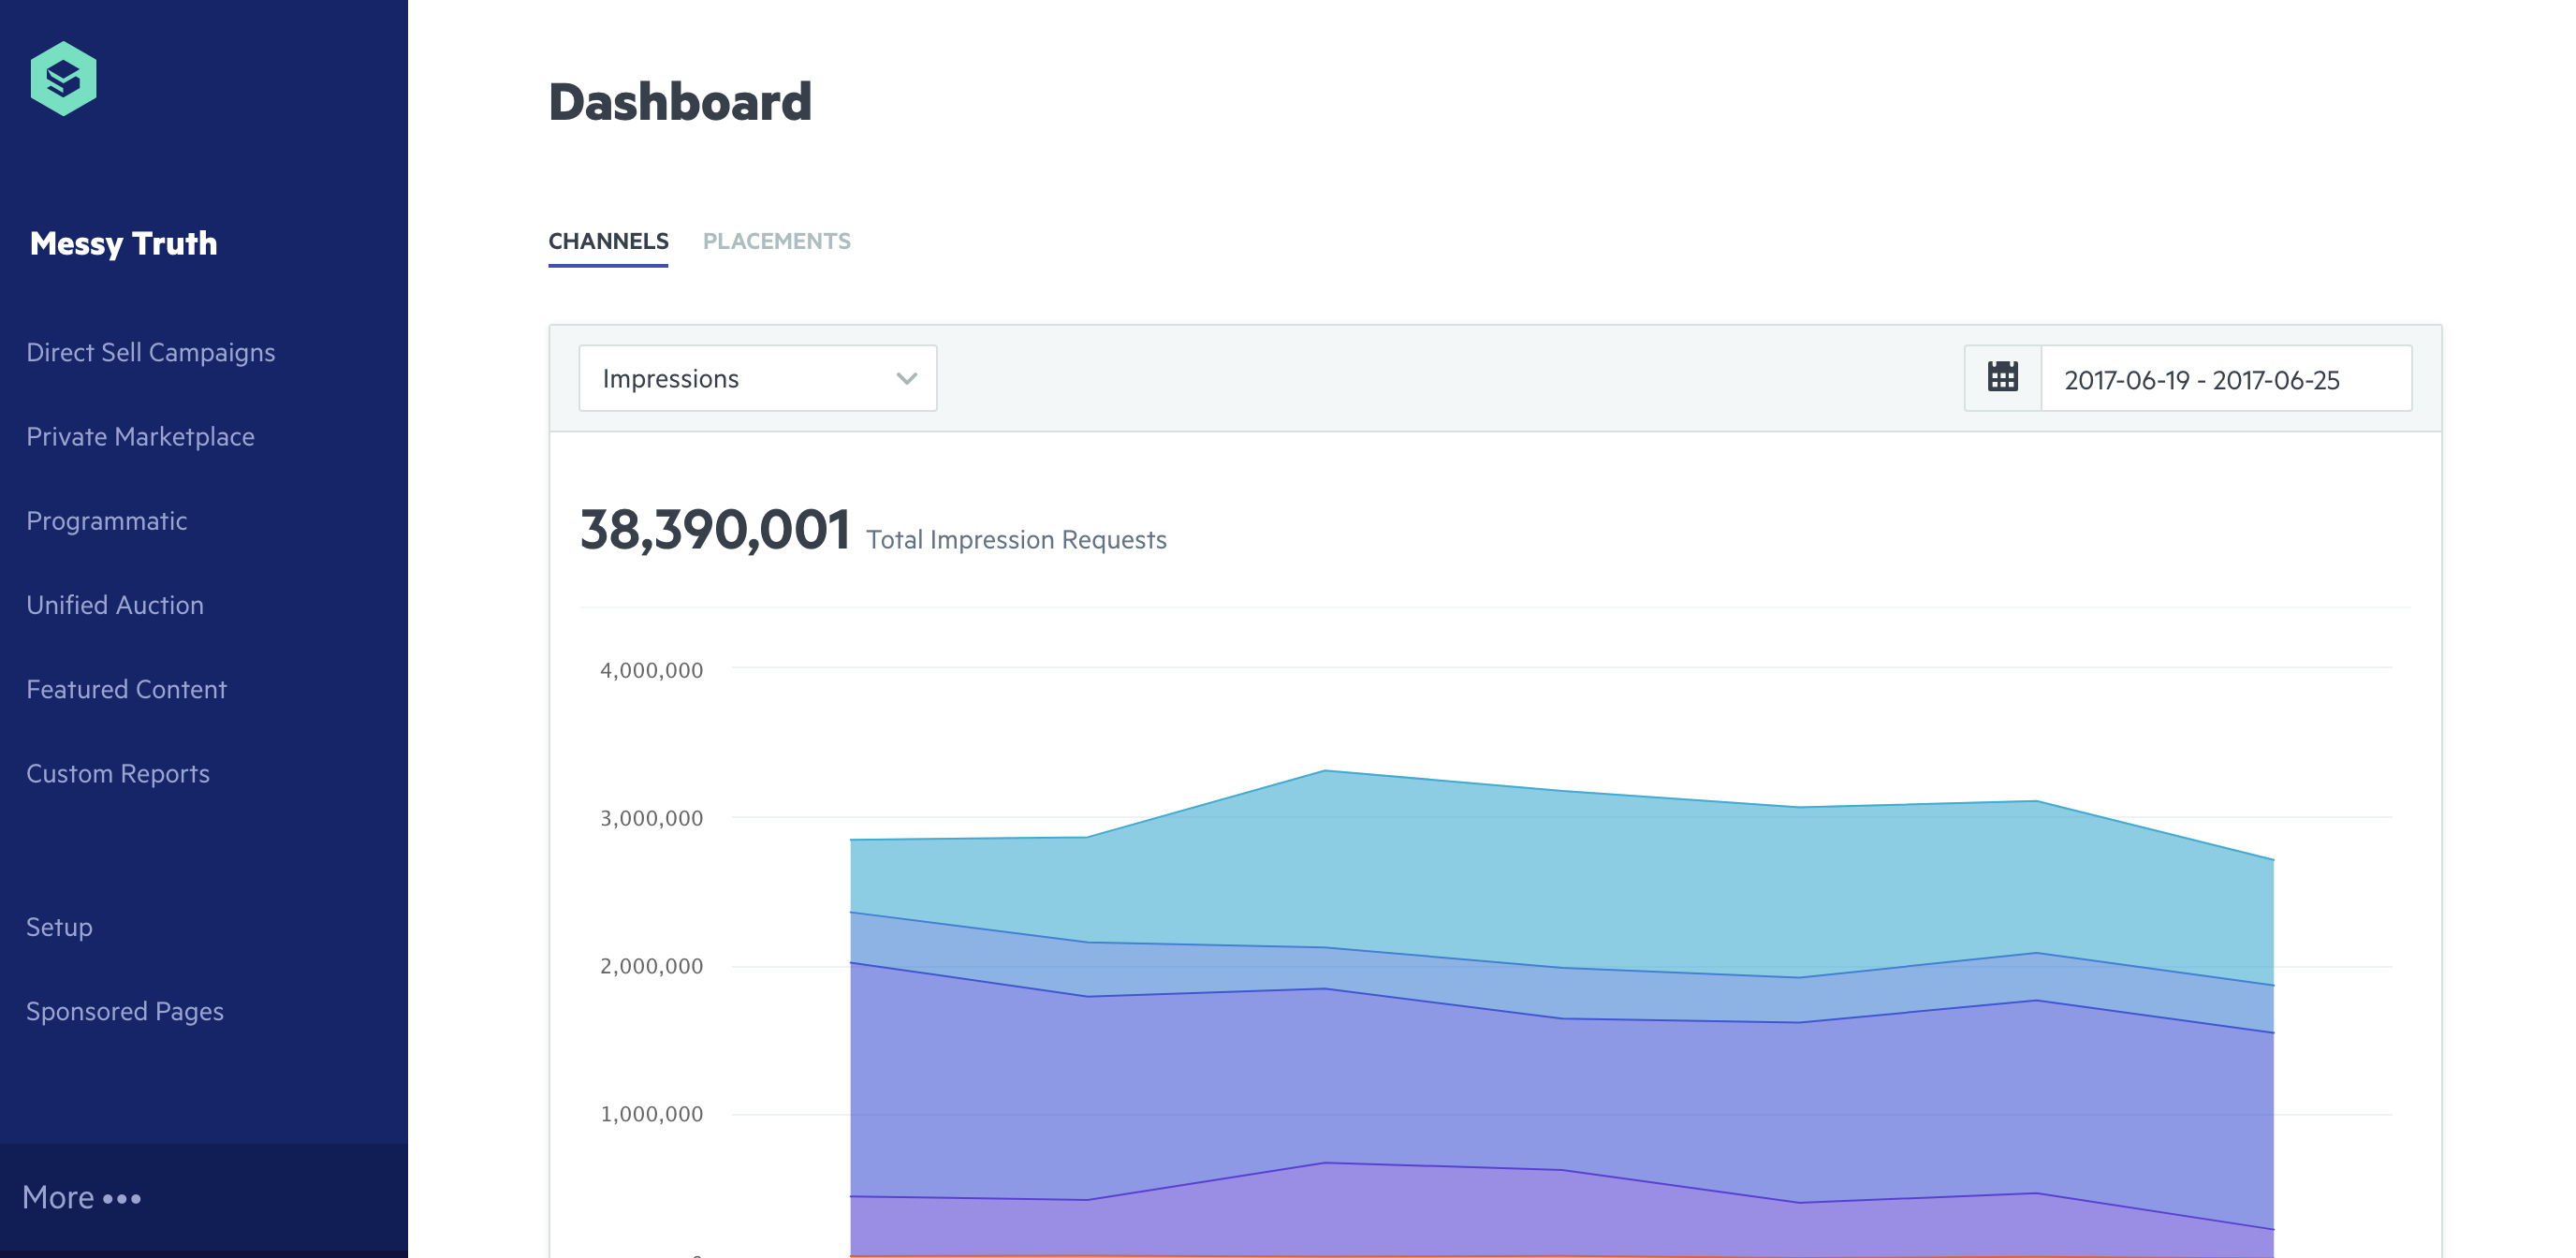 Messy Truth
Direct Sell Campaigns
Private Marketplace
Programmatic
Unified Auction
Featured Content
Custom Reports
Setup
Sponsored Pages
More •••
Dashboard
CHANNELS PLACEMENTS
Impressions
2017-06-19 - 2017-06-25
38,390,001 Total Impression Requests
4,000,000
3,000,000
2,000,000
1,000,000